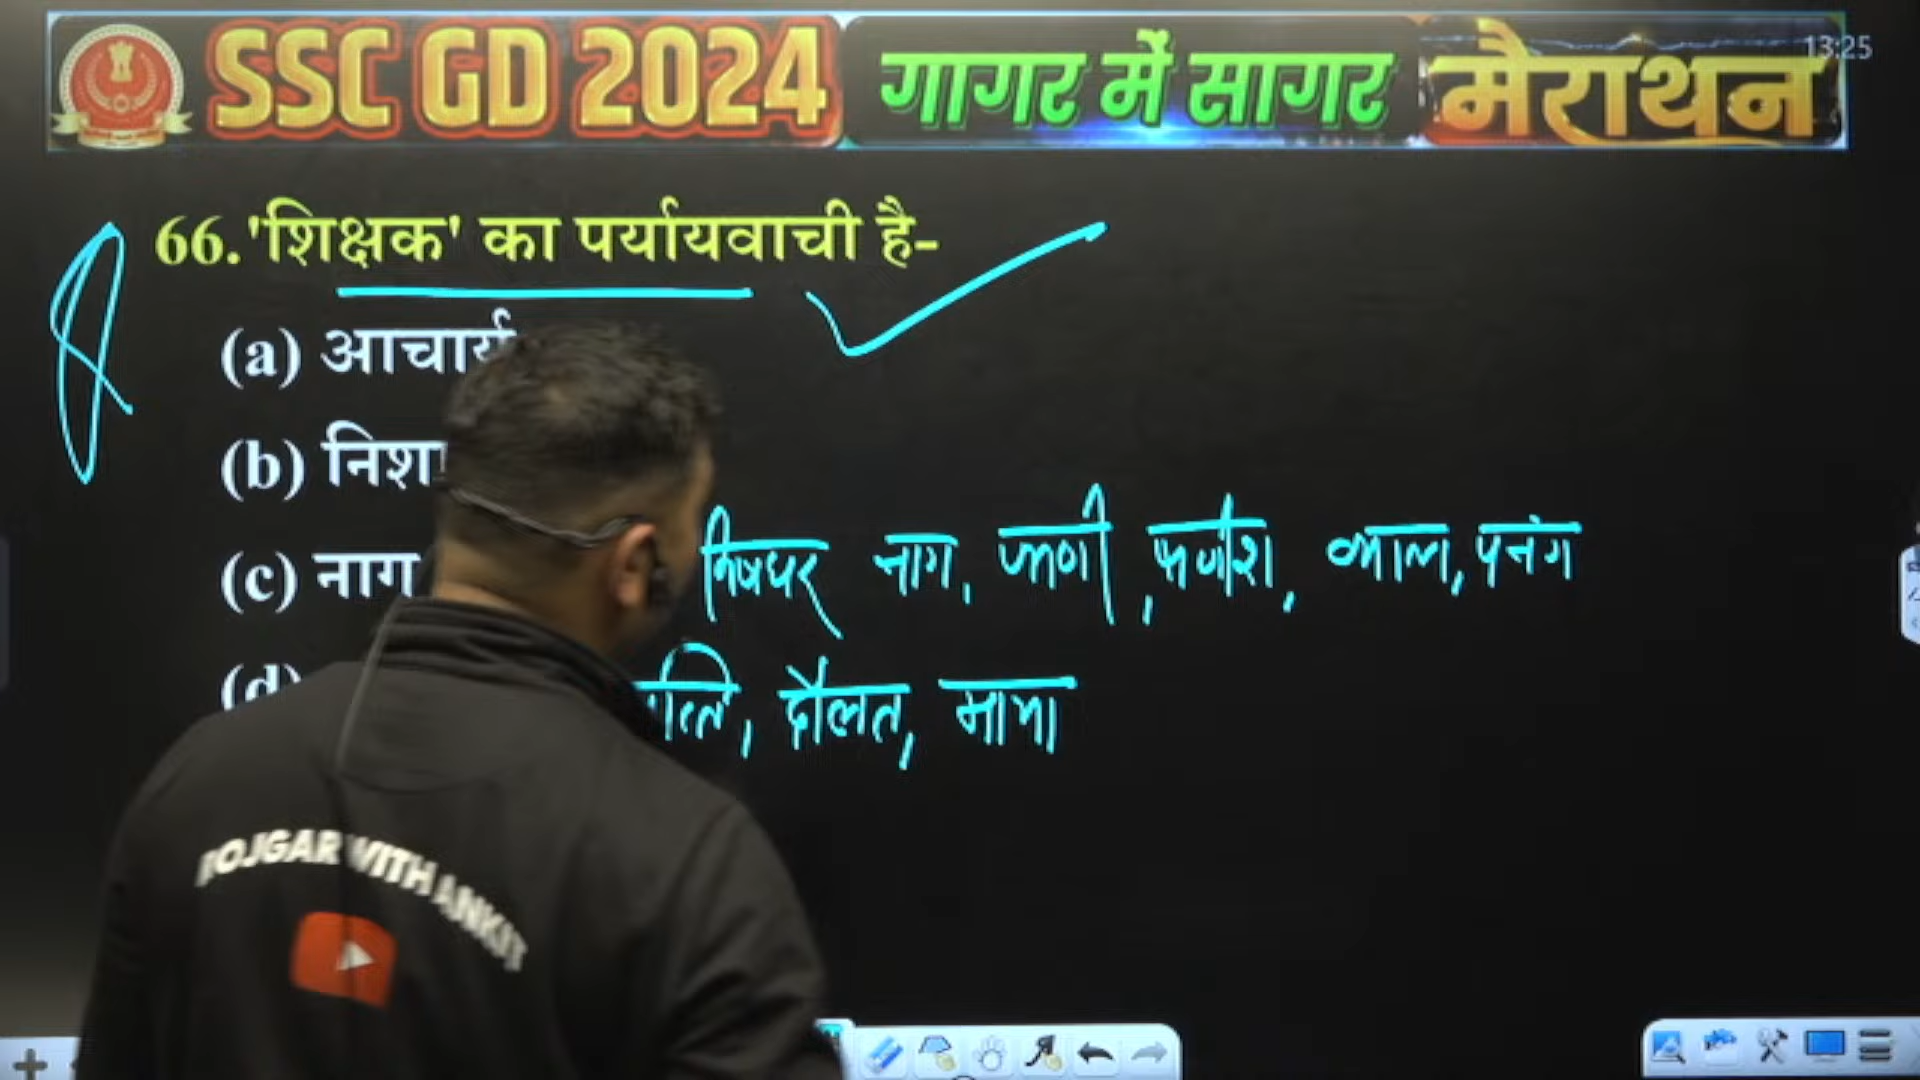 SSC GD 2024 गागर में सागर मैराथन
13:25
66. 'शिक्षक' का पर्यायवाची है-
(a) आचार्य
(b)
(c) नाग
विषधर नाग, फणी, फणीश, व्याल, पनंग
(d)
दौलत, माया
ROJGAR WITH ANKIT